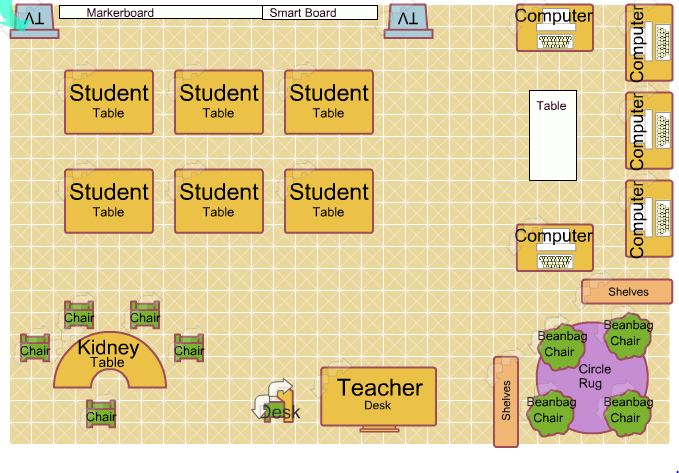 TV
Markerboard
Smart Board
TV
Computer
Computer
Student
Table
Student
Table
Student
Table
Table
Computer
Student
Table
Student
Table
Student
Table
Computer
Computer
Shelves
Chair
Chair
Chair
Kidney
Table
Chair
Chair
Desk
Teacher
Desk
Shelves
Beanbag
Chair
Beanbag
Chair
Circle
Rug
Beanbag
Chair
Beanbag
Chair